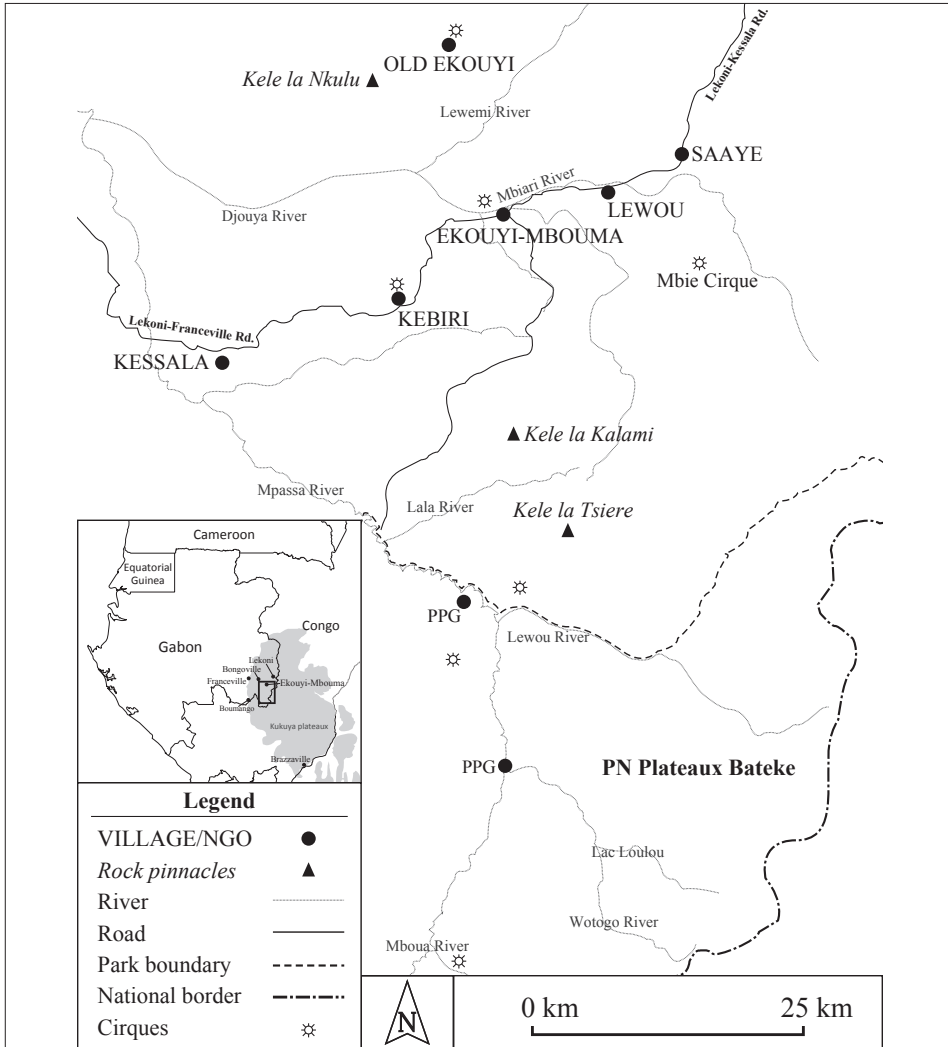 Lekoni-Kessala Rd.
OLD EKOUYI
Kele la Nkulu
Lewemi River
SAAYE
Mbiari River
LEWOU
Djouya River
EKOUYI-MBOUMA
Mbie Cirque
KEBIRI
Lekoni-Franceville Rd.
KESSALA
Kele la Kalami
Mpassa River
Lala River
Kele la Tsiere
PPG
Lewou River
PPG
PN Plateaux Bateke
Lac Loulou
Wotogo River
Mboua River
Cameroon
Equatorial
Guinea
Congo
Gabon
Lekoni
Bongoville
Franceville
Ekouyi-Mbouma
Boumango
Kukuya plateaux
Brazzaville
Legend
VILLAGE/NGO
Rock pinnacles
River
Road
Park boundary
National border
Cirques
N
0 km 25 km